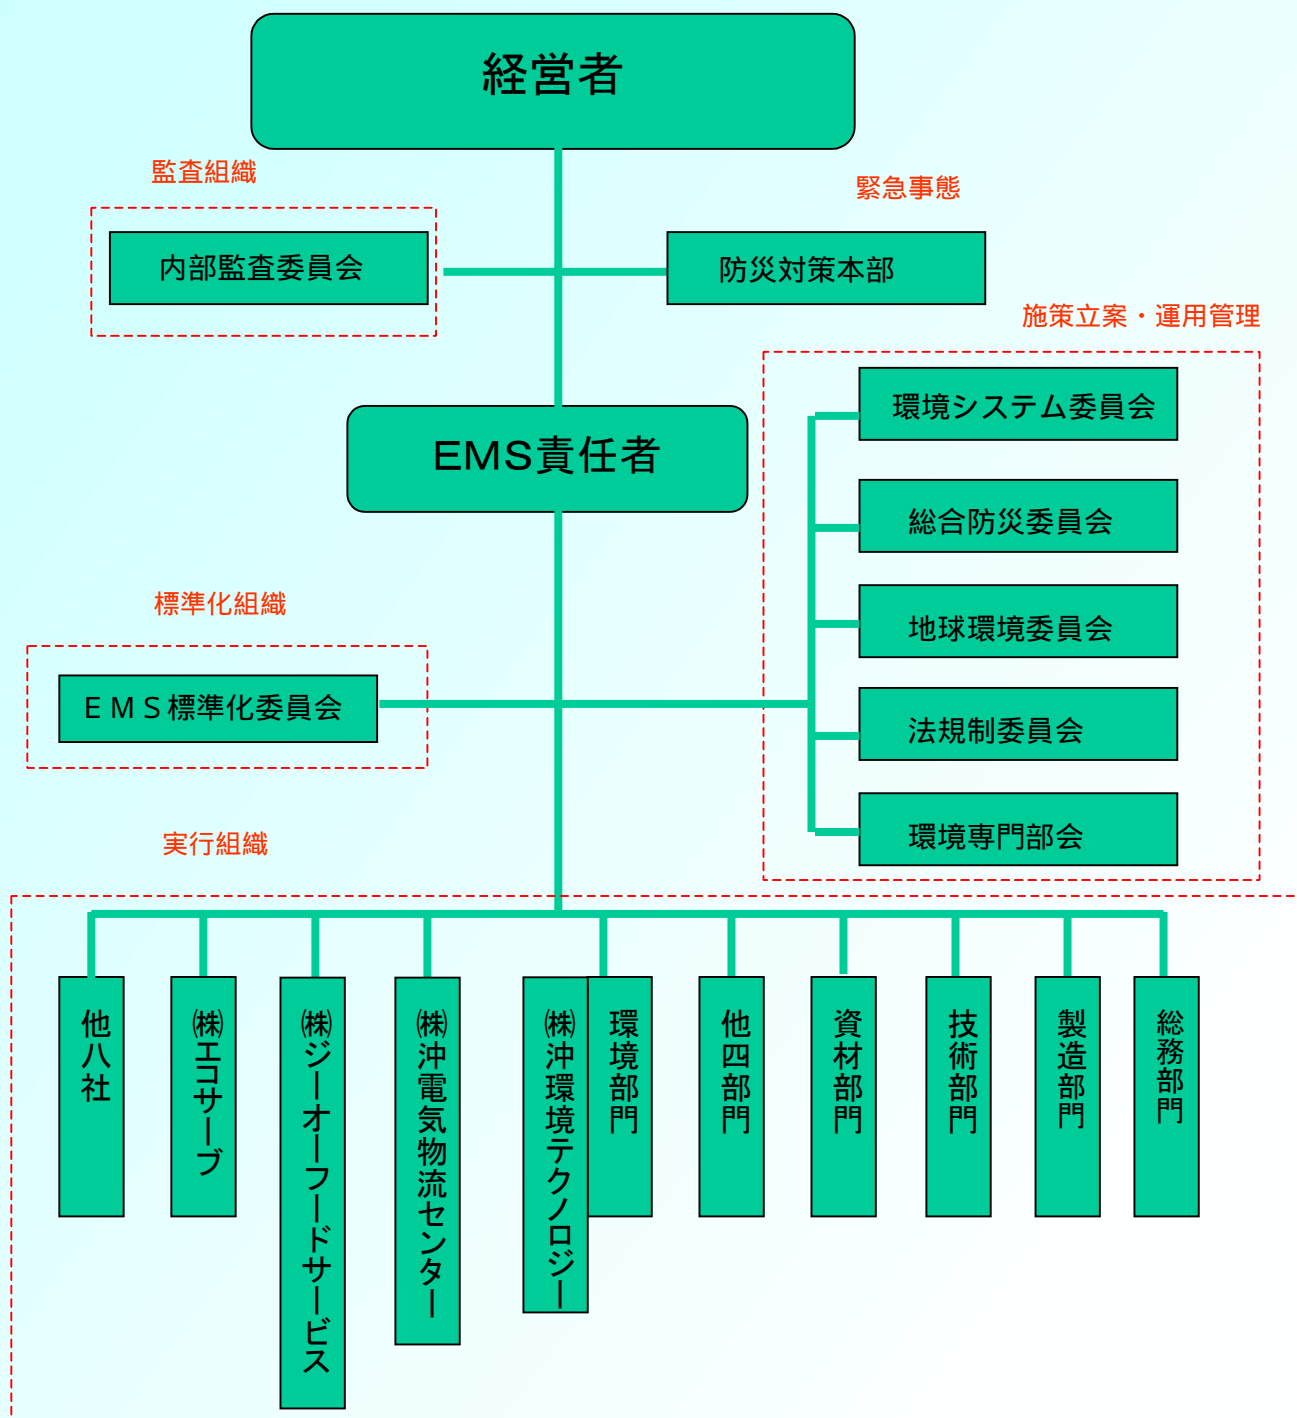 経営者
監査組織
緊急事態
内部監査委員会
防災対策本部
施策立案・運用管理
環境システム委員会
EMS責任者
総合防災委員会
標準化組織
地球環境委員会
ＥＭＳ標準化委員会
法規制委員会
実行組織
環境専門部会
他八社
㈱エコサーブ
㈱ジーオーフードサービス
㈱沖電気物流センター
㈱沖環境テクノロジー
環境部門
他四部門
資材部門
技術部門
製造部門
総務部門